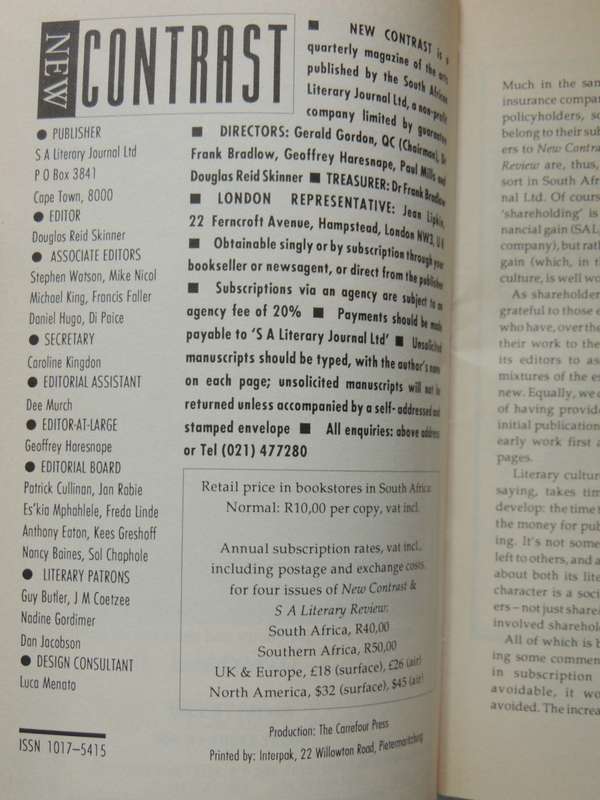 NEW CONTRAST
● PUBLISHER
S A Literary Journal Ltd
P O Box 3841
Cape Town, 8000
● EDITOR
Douglas Reid Skinner
● ASSOCIATE EDITORS
Stephen Watson, Mike Nicol
Michael King, Francis Faller
Daniel Hugo, Di Paice
● SECRETARY
Caroline Kingdon
● EDITORIAL ASSISTANT
Dee Murch
● EDITOR-AT-LARGE
Geoffrey Haresnape
● EDITORIAL BOARD
Patrick Cullinan, Jan Rabie
Es'kia Mphahlele, Freda Linde
Anthony Eaton, Kees Greshoff
Nancy Baines, Sol Chaphole
● LITERARY PATRONS
Guy Butler, J M Coetzee
Nadine Gordimer
Dan Jacobson
● DESIGN CONSULTANT
Luca Menato
ISSN 1017–5415
■ NEW CONTRAST is a
quarterly magazine of the arts
published by the South African
Literary Journal Ltd, a non-profit
company limited by guarantee
■ DIRECTORS: Gerald Gordon, QC (Chairman), Dr
Frank Bradlow, Geoffrey Haresnape, Paul Mills and
Douglas Reid Skinner ■ TREASURER: Dr Frank Bradlow
■ LONDON REPRESENTATIVE: Jean Lipkin,
22 Ferncroft Avenue, Hampstead, London NW3, U K
■ Obtainable singly or by subscription through your
bookseller or newsagent, or direct from the publisher
■ Subscriptions via an agency are subject to an
agency fee of 20% ■ Payments should be made
payable to 'S A Literary Journal Ltd' ■ Unsolicited
manuscripts should be typed, with the author's name
on each page; unsolicited manuscripts will not be
returned unless accompanied by a self-addressed and
stamped envelope ■ All enquiries: above address
or Tel (021) 477280
Retail price in bookstores in South Africa:
Normal: R10,00 per copy, vat incl.
Annual subscription rates, vat incl.,
including postage and exchange costs,
for four issues of New Contrast &
S A Literary Review:
South Africa, R40,00
Southern Africa, R50,00
UK & Europe, £18 (surface), £26 (air)
North America, $32 (surface), $45 (air)
Production: The Carrefour Press
Printed by: Interpak, 22 Willowton Road, Pietermaritzburg
Much in the sam
insurance compa
policyholders, so
belong to their sub
ers to New Contra
Review are, thus,
sort in South Afri
nal Ltd. Of cours
'shareholding' is
nancial gain (SAL
company), but rath
gain (which, in t
culture, is well wo
As shareholder
grateful to those
who have, over the
their work to the
its editors to as
mixtures of the es
new. Equally, we
of having provide
initial publication
early work first a
pages.
Literary culture
saying, takes tim
develop: the time
the money for pub
ing. It's not some
left to others, and a
about both its lite
character is a soci
ers – not just share
involved shareho
All of which is b
ing some commen
in subscription
avoidable, it wo
avoided. The increa